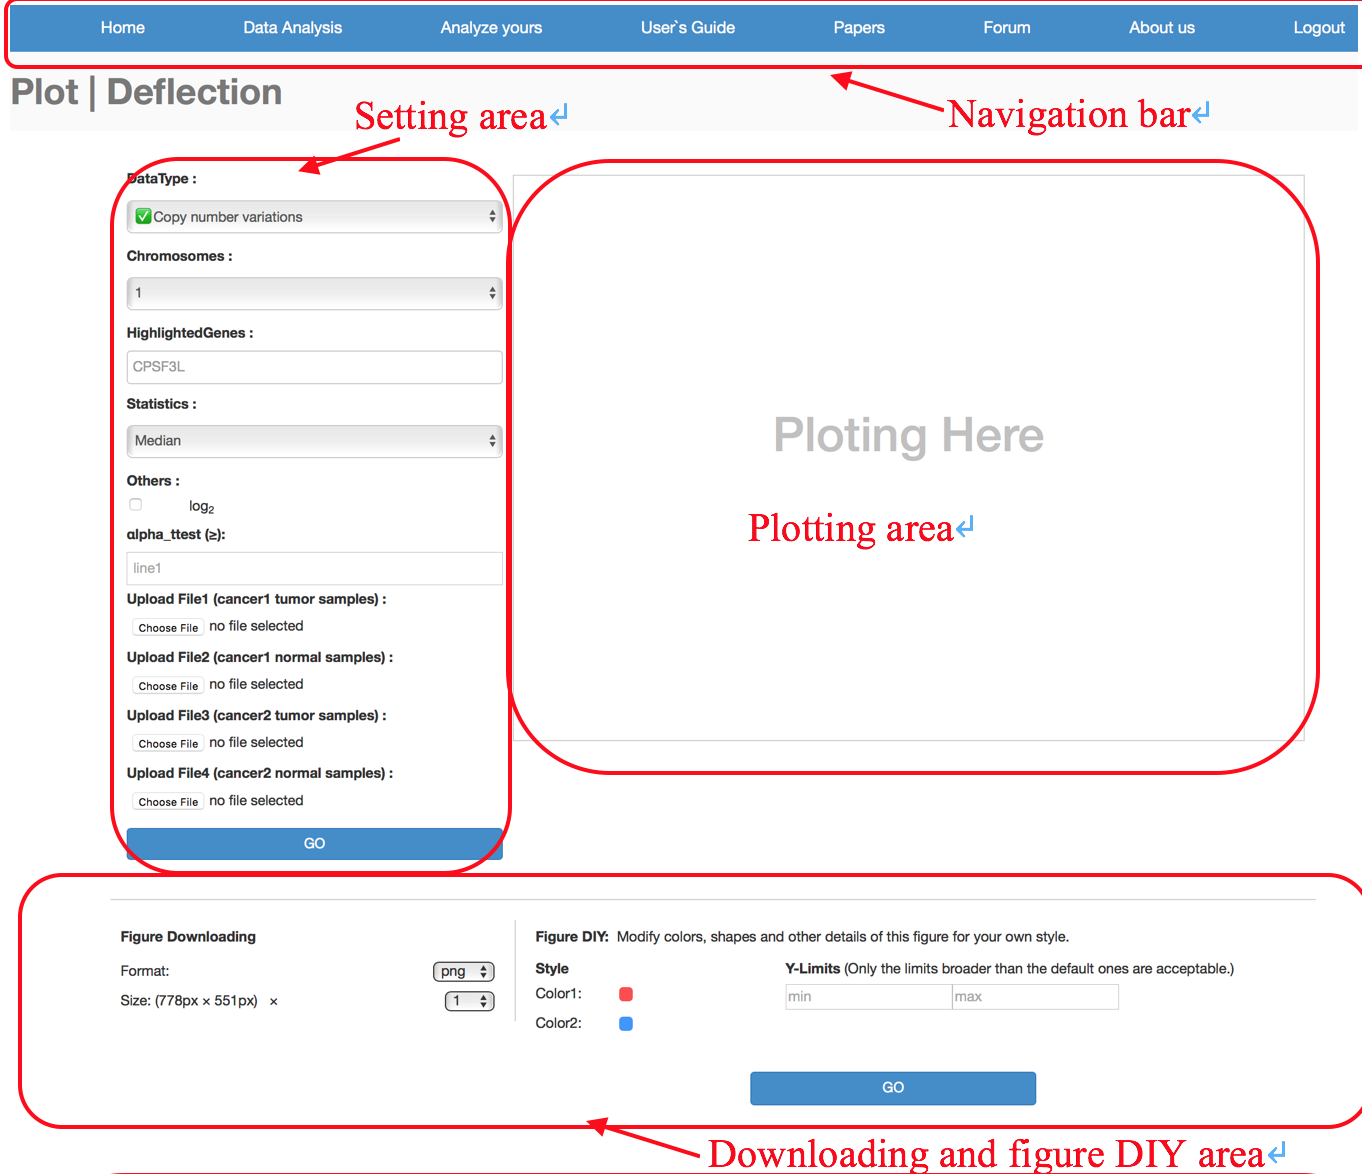 Home Data Analysis Analyze yours User`s Guide Papers Forum About us Logout
Plot | Deflection
Setting area↵
Navigation bar↵
DataType :
✅Copy number variations
Chromosomes :
1
HighlightedGenes :
CPSF3L
Statistics :
Median
Others :
log₂
αlpha_ttest (≥):
line1
Upload File1 (cancer1 tumor samples) :
Choose File no file selected
Upload File2 (cancer1 normal samples) :
Choose File no file selected
Upload File3 (cancer2 tumor samples) :
Choose File no file selected
Upload File4 (cancer2 normal samples) :
Choose File no file selected
GO
Ploting Here
Plotting area↵
Figure Downloading
Format: png
Size: (778px × 551px) × 1
Figure DIY: Modify colors, shapes and other details of this figure for your own style.
Style
Color1:
Color2:
Y-Limits (Only the limits broader than the default ones are acceptable.)
min max
GO
Downloading and figure DIY area↵